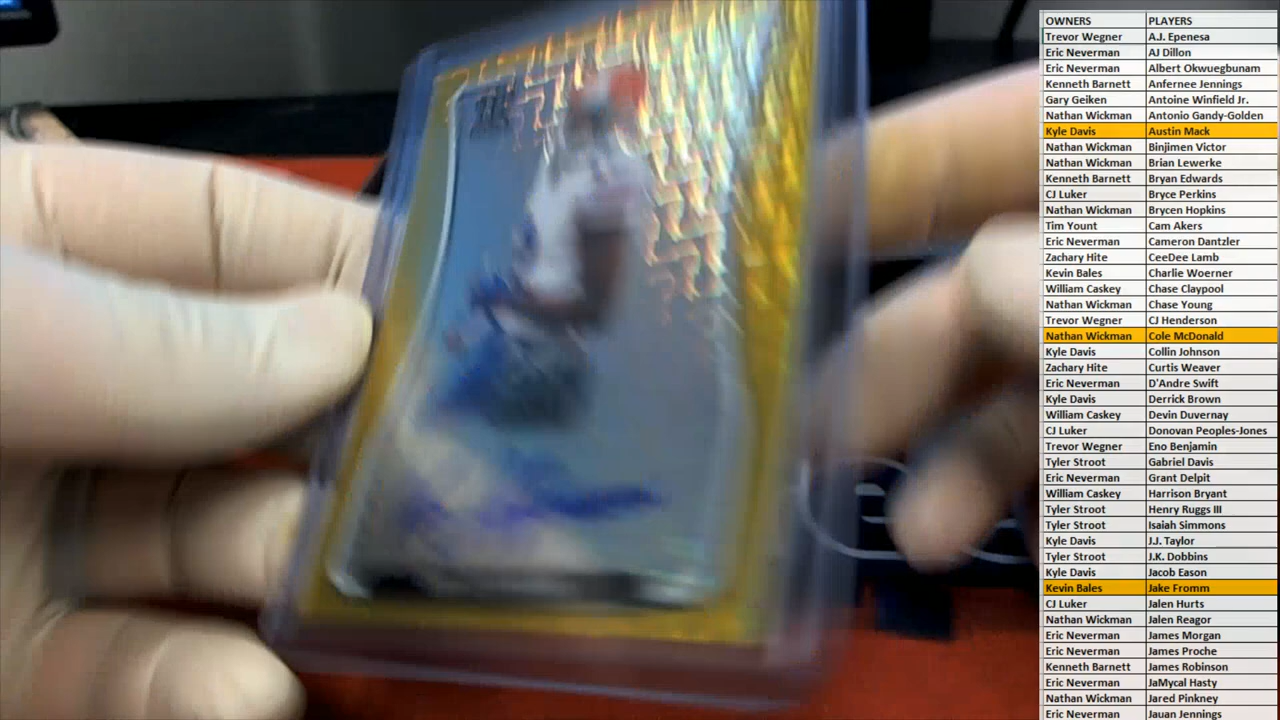 OWNERS PLAYERS
Trevor Wegner A.J. Epenesa
Eric Neverman AJ Dillon
Eric Neverman Albert Okwuegbunam
Kenneth Barnett Anfernee Jennings
Gary Geiken Antoine Winfield Jr.
Nathan Wickman Antonio Gandy-Golden
Kyle Davis Austin Mack
Nathan Wickman Binjimen Victor
Nathan Wickman Brian Lewerke
Kenneth Barnett Bryan Edwards
CJ Luker Bryce Perkins
Nathan Wickman Brycen Hopkins
Tim Yount Cam Akers
Eric Neverman Cameron Dantzler
Zachary Hite CeeDee Lamb
Kevin Bales Charlie Woerner
William Caskey Chase Claypool
Nathan Wickman Chase Young
Trevor Wegner CJ Henderson
Nathan Wickman Cole McDonald
Kyle Davis Collin Johnson
Zachary Hite Curtis Weaver
Eric Neverman D'Andre Swift
Kyle Davis Derrick Brown
William Caskey Devin Duvernay
CJ Luker Donovan Peoples-Jones
Trevor Wegner Eno Benjamin
Tyler Stroot Gabriel Davis
Eric Neverman Grant Delpit
William Caskey Harrison Bryant
Tyler Stroot Henry Ruggs III
Tyler Stroot Isaiah Simmons
Kyle Davis J.J. Taylor
Tyler Stroot J.K. Dobbins
Kyle Davis Jacob Eason
Kevin Bales Jake Fromm
CJ Luker Jalen Hurts
Nathan Wickman Jalen Reagor
Eric Neverman James Morgan
Eric Neverman James Proche
Kenneth Barnett James Robinson
Eric Neverman JaMycal Hasty
Nathan Wickman Jared Pinkney
Eric Neverman Jauan Jennings